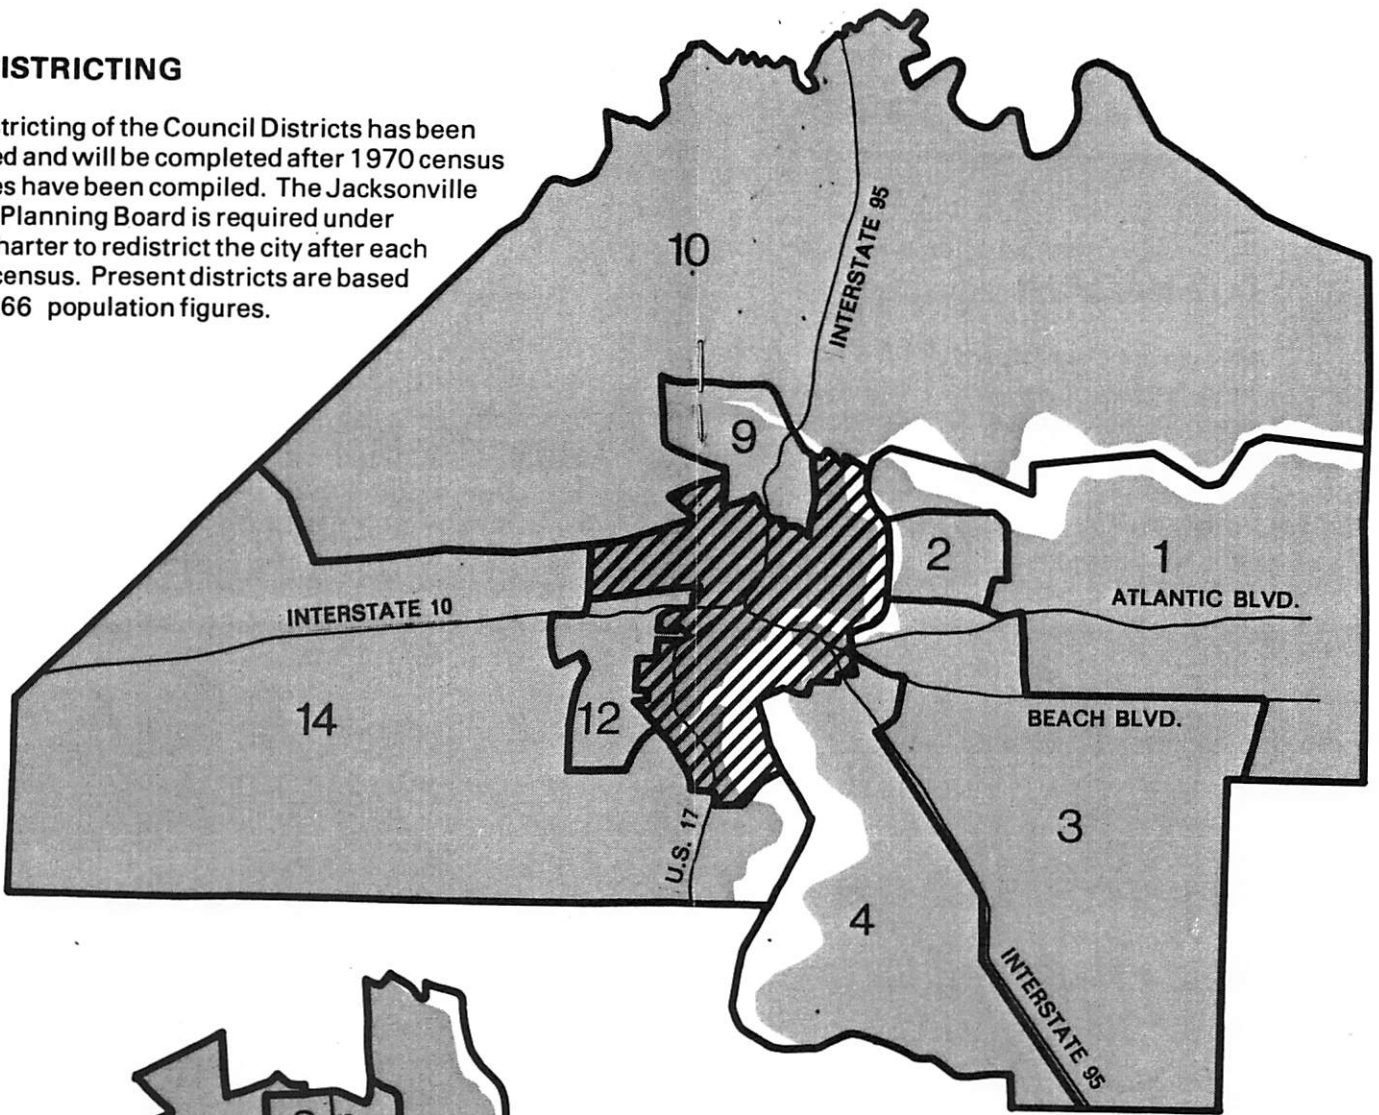 ISTRICTING
tricting of the Council Districts has been
ed and will be completed after 1970 census
es have been compiled. The Jacksonville
Planning Board is required under
harter to redistrict the city after each
census. Present districts are based
66 population figures.
10
INTERSTATE 95
9
2
1
ATLANTIC BLVD.
INTERSTATE 10
14
12
BEACH BLVD.
3
U.S. 17
4
INTERSTATE 95